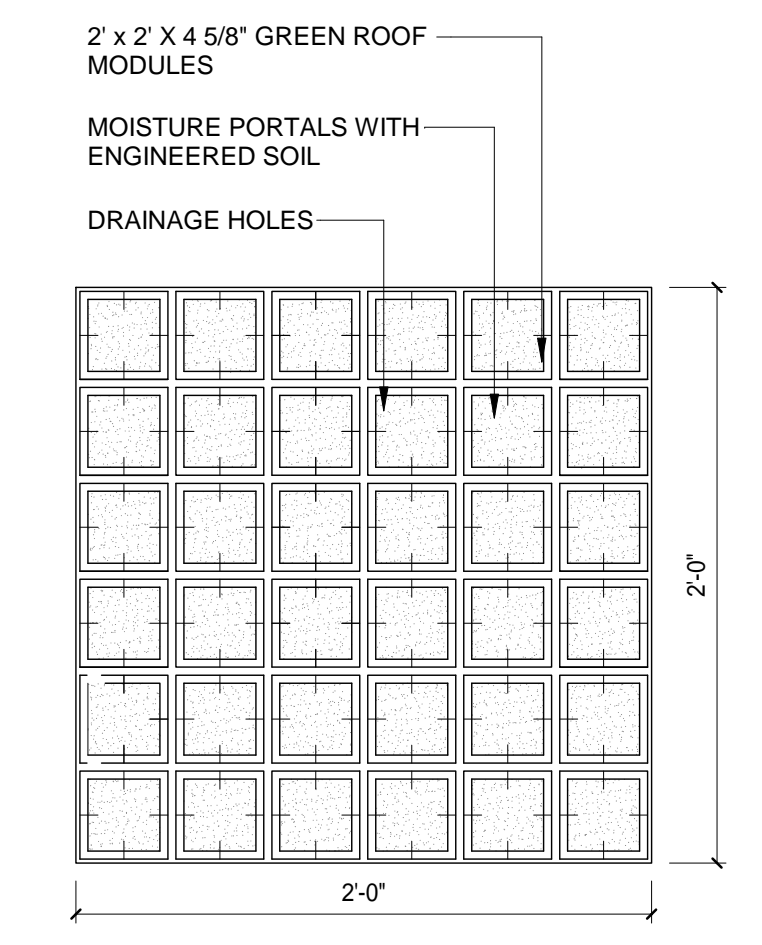 2' x 2' X 4 5/8" GREEN ROOF
MODULES
MOISTURE PORTALS WITH
ENGINEERED SOIL
DRAINAGE HOLES
2'-0"
2'-0"